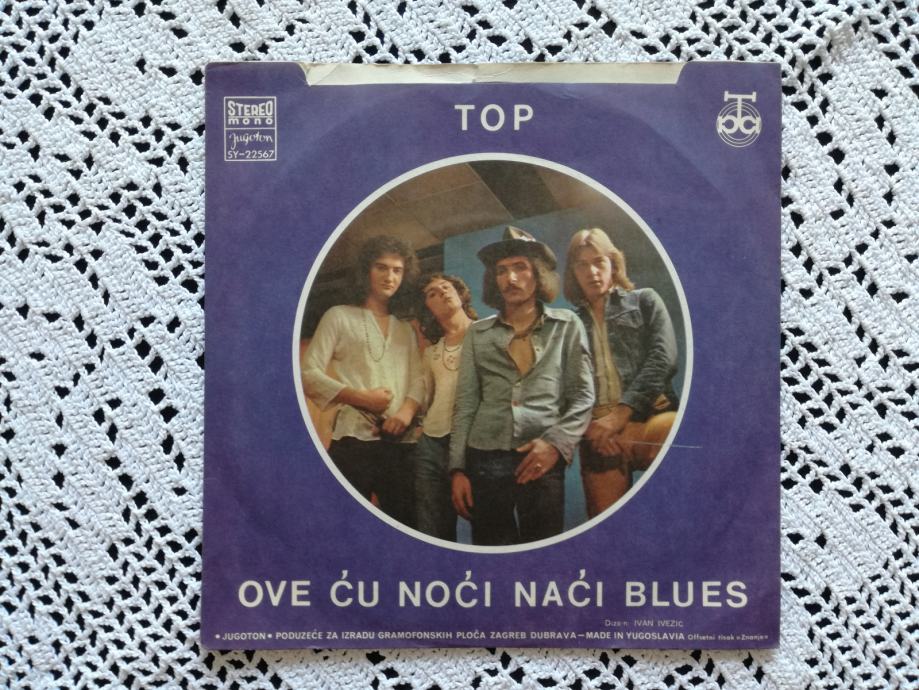 STEREO
mono
Jugoton
SY-22567
TOP
OVE ĆU NOĆI NAĆI BLUES
Dizajn: IVAN IVEZIĆ
• JUGOTON • PODUZEĆE ZA IZRADU GRAMOFONSKIH PLOČA ZAGREB DUBRAVA — MADE IN YUGOSLAVIA Offsetni tisak »Znanje«